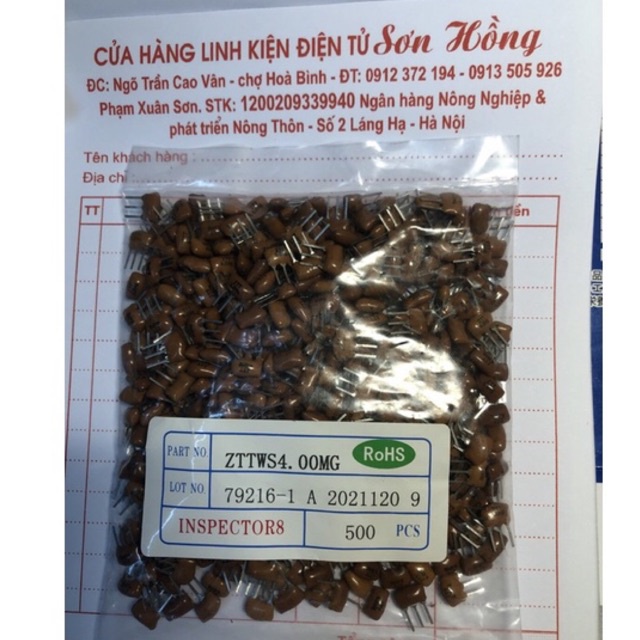 CỬA HÀNG LINH KIỆN ĐIỆN TỬ Sơn Hồng
ĐC: Ngõ Trần Cao Vân - chợ Hoà Bình - ĐT: 0912 372 194 - 0913 505 926
Phạm Xuân Sơn. STK: 1200209339940 Ngân hàng Nông Nghiệp &
phát triển Nông Thôn - Số 2 Láng Hạ - Hà Nội
Tên khách hàng
Địa chỉ
TT
PART NO. ZTTWS4.00MG RoHS
LOT NO. 79216-1 A 2021120 9
INSPECTOR8 500 PCS